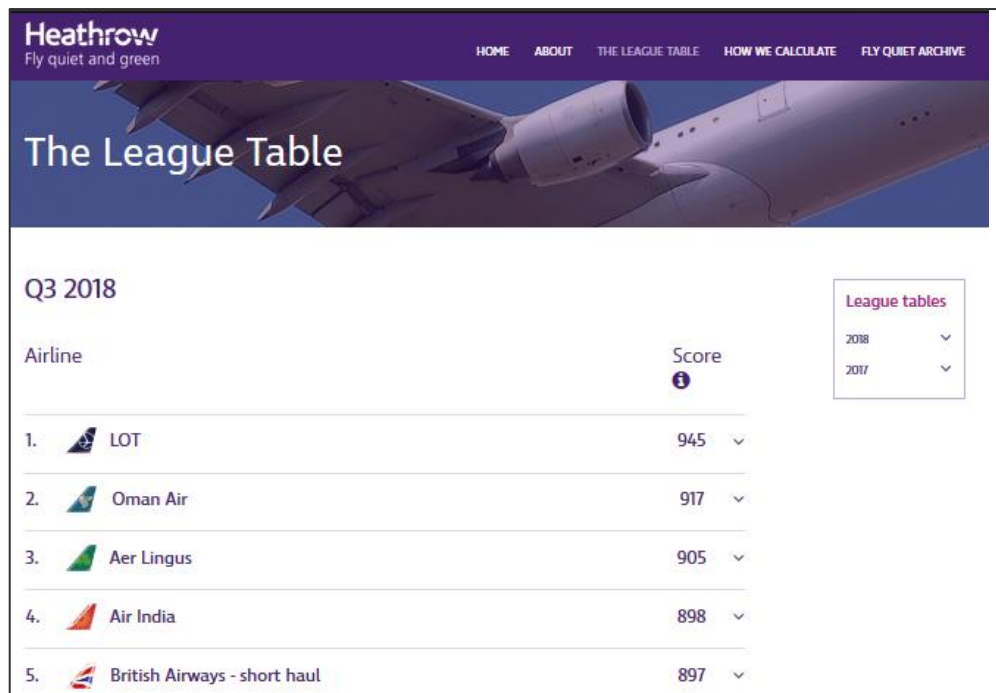 Heathrow
Fly quiet and green
HOME ABOUT THE LEAGUE TABLE HOW WE CALCULATE FLY QUIET ARCHIVE
The League Table
Q3 2018
League tables
2018
2017
Airline Score
1. LOT 945
2. Oman Air 917
3. Aer Lingus 905
4. Air India 898
5. British Airways - short haul 897